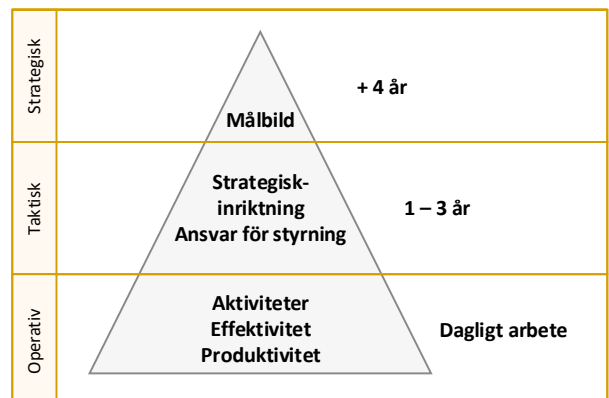 Strategisk
Målbild
+ 4 år
Taktisk
Strategisk-
inriktning
Ansvar för styrning
1 – 3 år
Operativ
Aktiviteter
Effektivitet
Produktivitet
Dagligt arbete